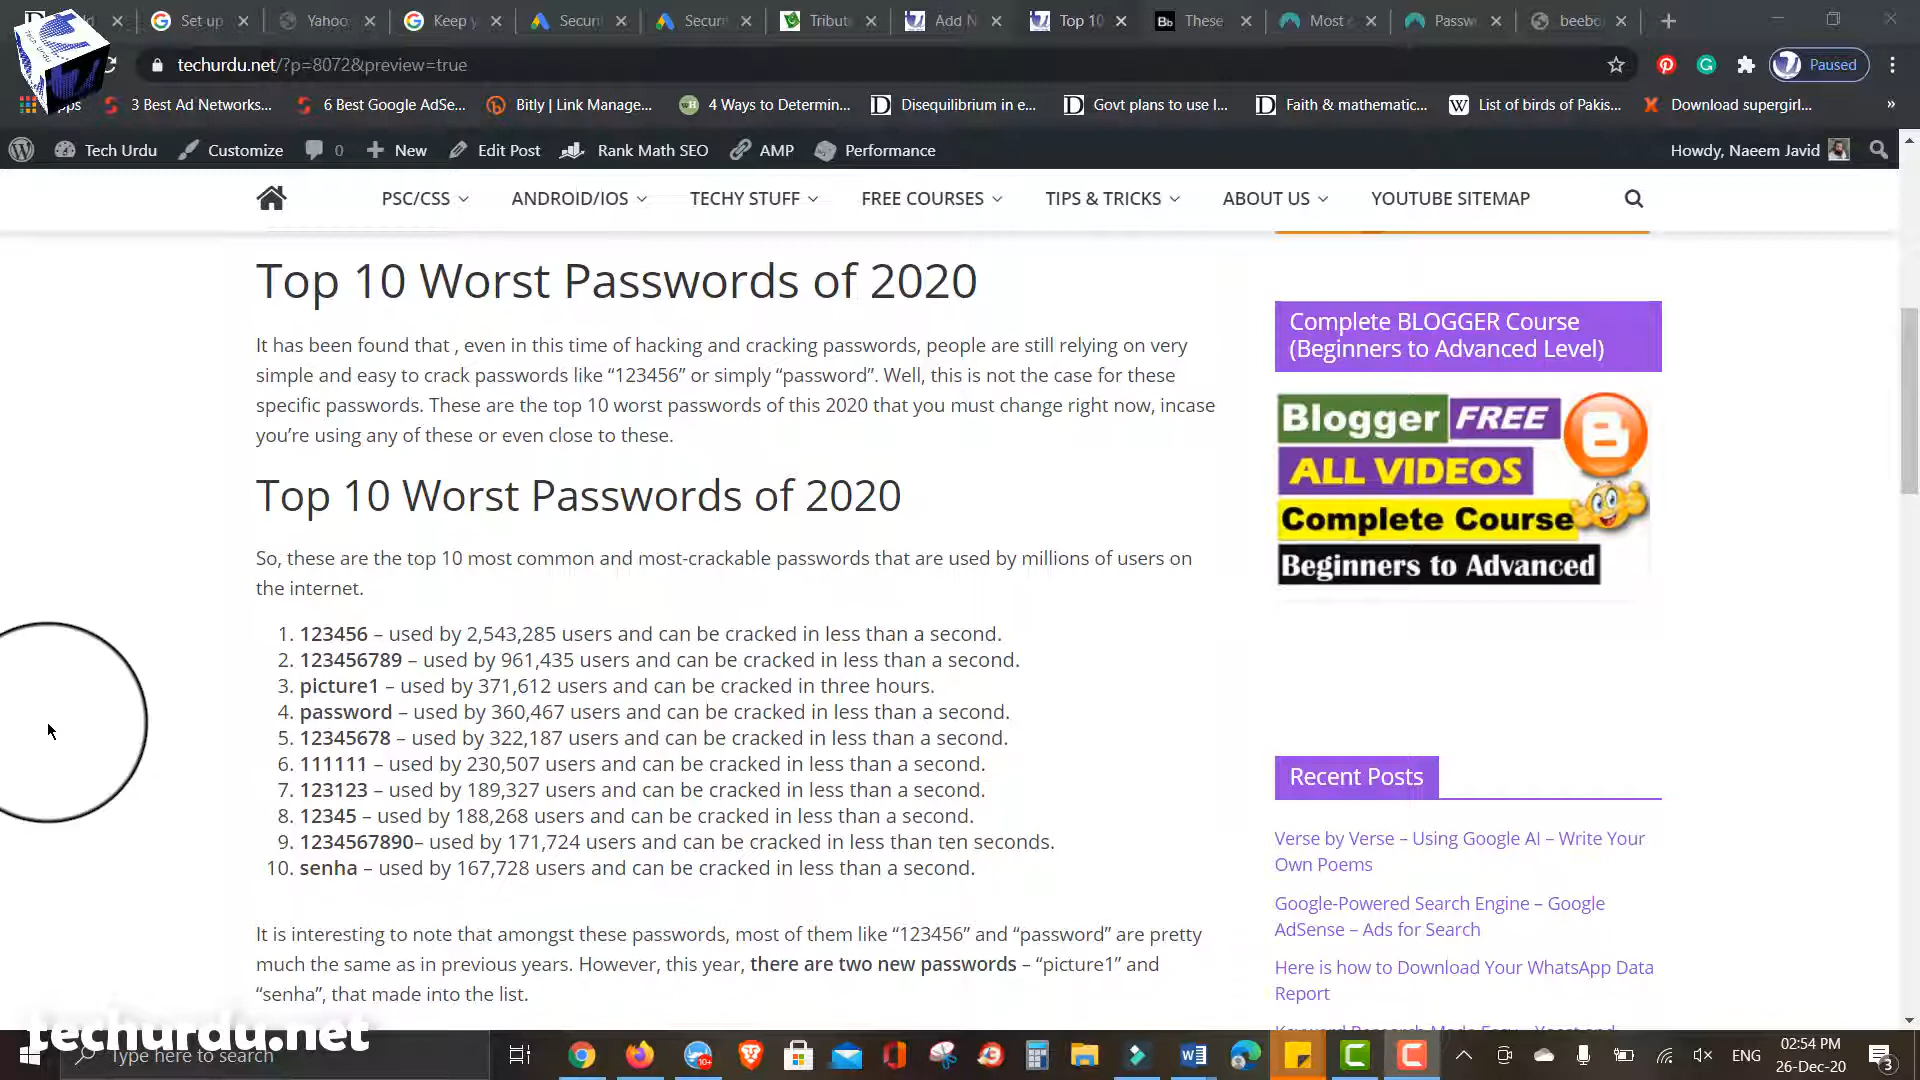 Set up
Yahoo
Keep y
Securi
Securi
Tribut
Add N
Top 10
These
Most
Passw
beebo
techurdu.net/?p=8072&preview=true
Paused
3 Best Ad Networks...
6 Best Google AdSe...
Bitly | Link Manage...
4 Ways to Determin...
Disequilibrium in e...
Govt plans to use I...
Faith & mathematic...
List of birds of Pakis...
Download supergirl...
»
Tech Urdu
Customize
0
New
Edit Post
Rank Math SEO
AMP
Performance
Howdy, Naeem Javid
PSC/CSS
ANDROID/IOS
TECHY STUFF
FREE COURSES
TIPS & TRICKS
ABOUT US
YOUTUBE SITEMAP
Top 10 Worst Passwords of 2020
It has been found that , even in this time of hacking and cracking passwords, people are still relying on very
simple and easy to crack passwords like “123456” or simply “password”. Well, this is not the case for these
specific passwords. These are the top 10 worst passwords of this 2020 that you must change right now, incase
you’re using any of these or even close to these.
Top 10 Worst Passwords of 2020
So, these are the top 10 most common and most-crackable passwords that are used by millions of users on
the internet.
1. 123456 – used by 2,543,285 users and can be cracked in less than a second.
2. 123456789 – used by 961,435 users and can be cracked in less than a second.
3. picture1 – used by 371,612 users and can be cracked in three hours.
4. password – used by 360,467 users and can be cracked in less than a second.
5. 12345678 – used by 322,187 users and can be cracked in less than a second.
6. 111111 – used by 230,507 users and can be cracked in less than a second.
7. 123123 – used by 189,327 users and can be cracked in less than a second.
8. 12345 – used by 188,268 users and can be cracked in less than a second.
9. 1234567890– used by 171,724 users and can be cracked in less than ten seconds.
10. senha – used by 167,728 users and can be cracked in less than a second.
It is interesting to note that amongst these passwords, most of them like “123456” and “password” are pretty
much the same as in previous years. However, this year, there are two new passwords – “picture1” and
“senha”, that made into the list.
Complete BLOGGER Course
(Beginners to Advanced Level)
Blogger FREE
ALL VIDEOS
Complete Course
Beginners to Advanced
Recent Posts
Verse by Verse – Using Google AI – Write Your
Own Poems
Google-Powered Search Engine – Google
AdSense – Ads for Search
Here is how to Download Your WhatsApp Data
Report
techurdu.net
Type here to search
10+
ENG
02:54 PM
26-Dec-20
3